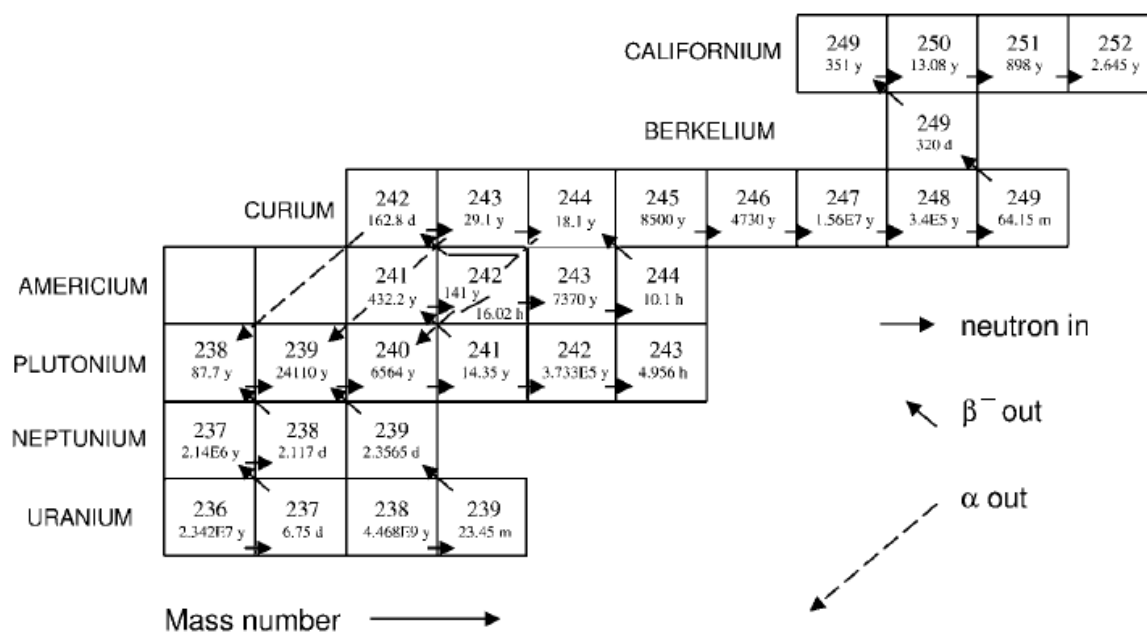 CALIFORNIUM 249 250 251 252
351 y 13.08 y 898 y 2.645 y
BERKELIUM 249
320 d
CURIUM 242 243 244 245 246 247 248 249
162.8 d 29.1 y 18.1 y 8500 y 4730 y 1.56E7 y 3.4E5 y 64.15 m
AMERICIUM 241 242 243 244
432.2 y 141 y 16.02 h 7370 y 10.1 h
neutron in
PLUTONIUM 238 239 240 241 242 243
87.7 y 24110 y 6564 y 14.35 y 3.733E5 y 4.956 h
β⁻ out
NEPTUNIUM 237 238 239
2.14E6 y 2.117 d 2.3565 d
α out
URANIUM 236 237 238 239
2.342E7 y 6.75 d 4.468E9 y 23.45 m
Mass number